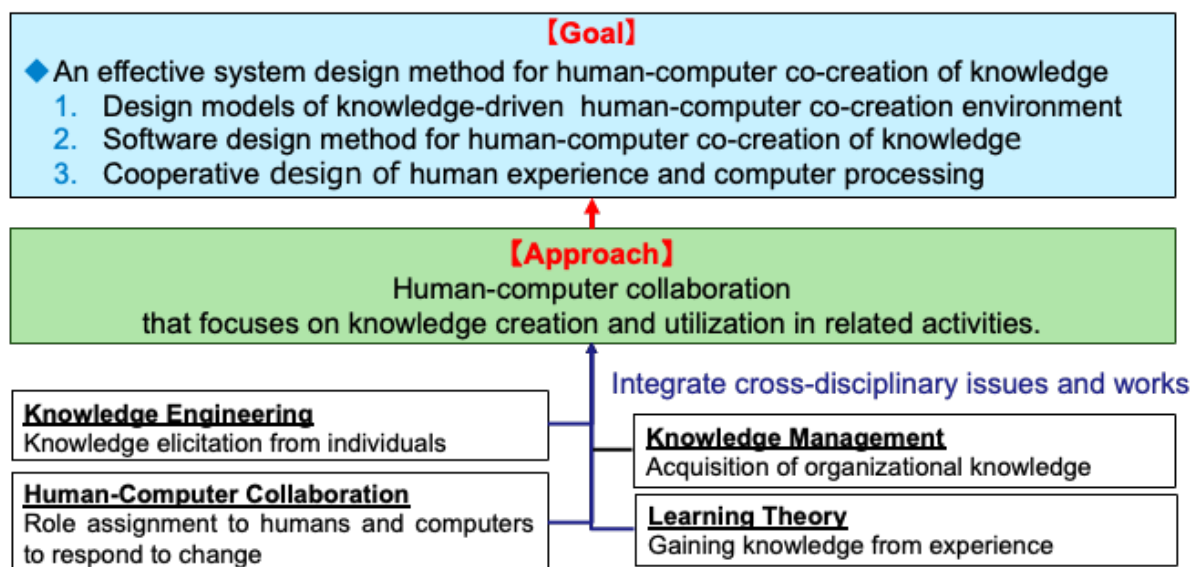 【Goal】
◆An effective system design method for human-computer co-creation of knowledge
1. Design models of knowledge-driven human-computer co-creation environment
2. Software design method for human-computer co-creation of knowledge
3. Cooperative design of human experience and computer processing
【Approach】
Human-computer collaboration
that focuses on knowledge creation and utilization in related activities.
Integrate cross-disciplinary issues and works
Knowledge Engineering
Knowledge elicitation from individuals
Knowledge Management
Acquisition of organizational knowledge
Human-Computer Collaboration
Role assignment to humans and computers
to respond to change
Learning Theory
Gaining knowledge from experience